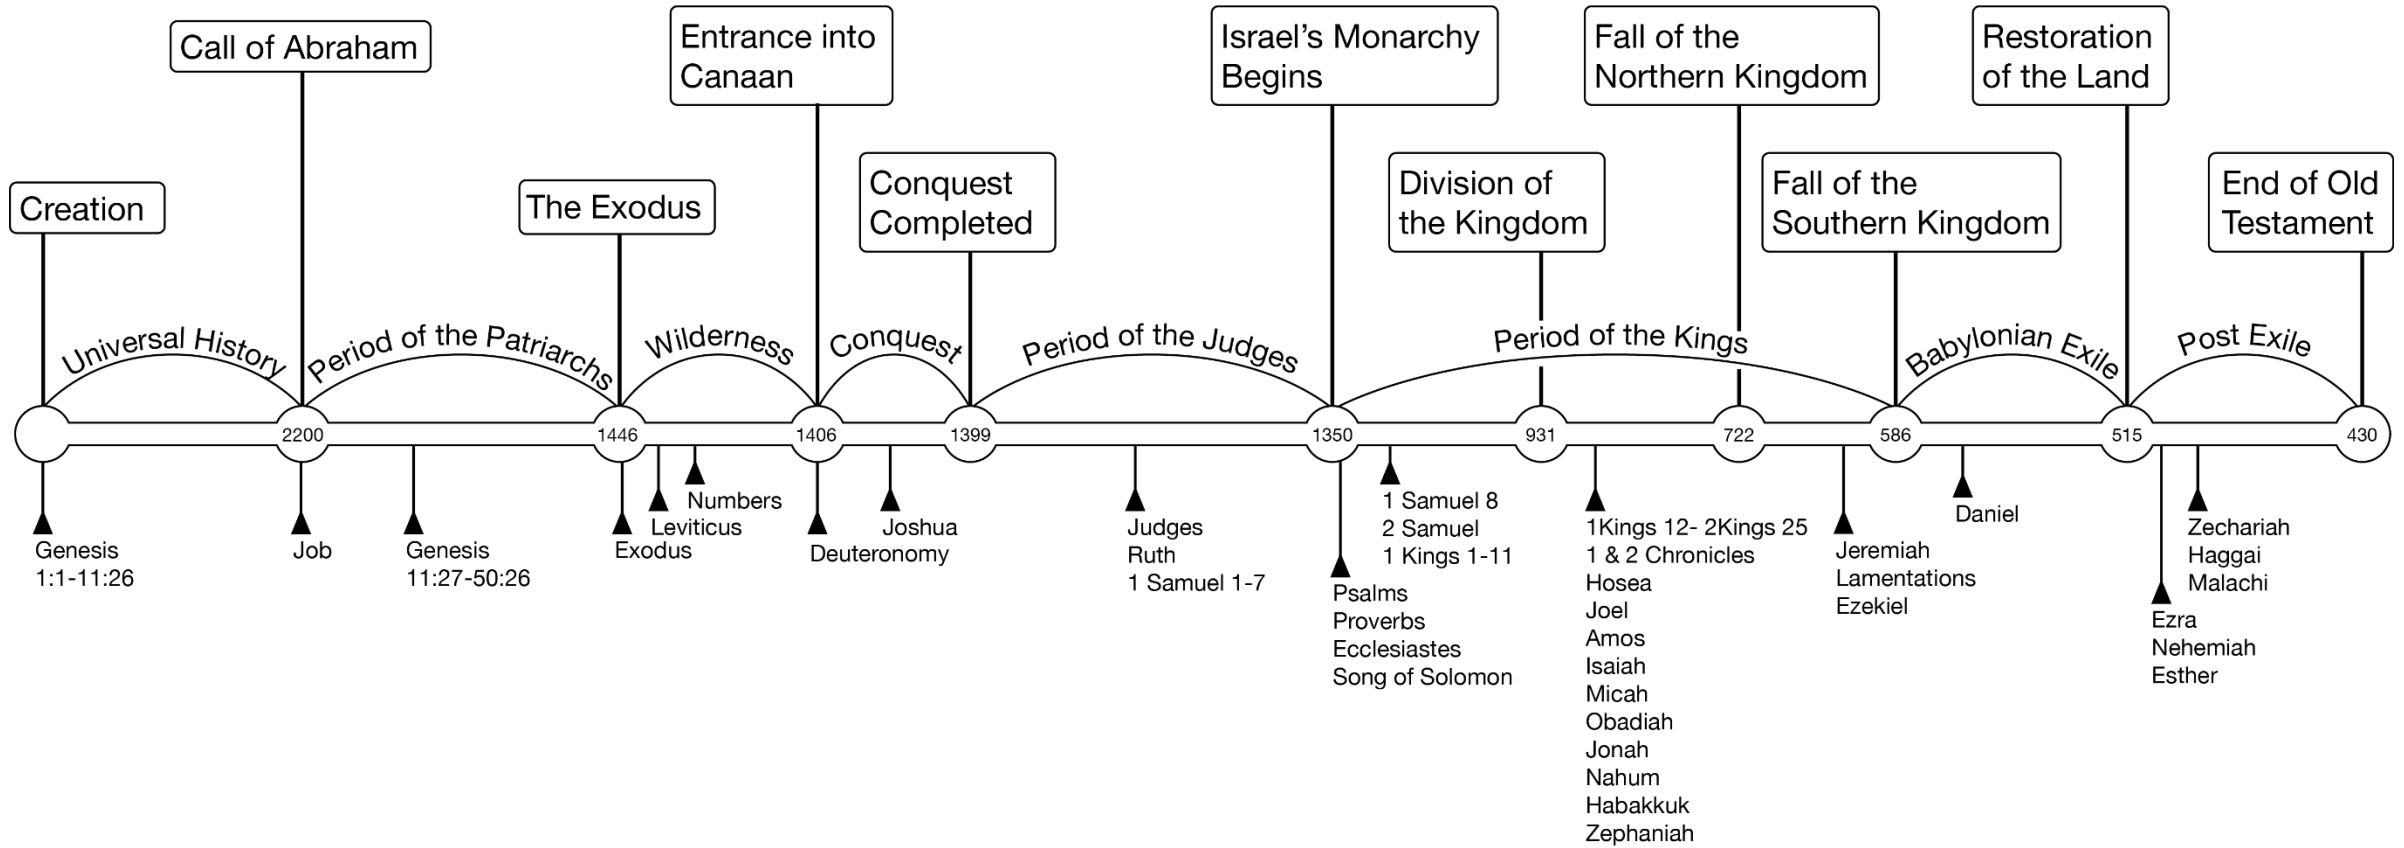 Call of Abraham
Entrance into
Canaan
Israel’s Monarchy
Begins
Fall of the
Northern Kingdom
Restoration
of the Land
Creation
The Exodus
Conquest
Completed
Division of
the Kingdom
Fall of the
Southern Kingdom
End of Old
Testament
Universal History
Period of the Patriarchs
Wilderness
Conquest
Period of the Judges
Period of the Kings
Babylonian Exile
Post Exile
2200
1446
1406
1399
1350
931
722
586
515
430
Genesis
1:1-11:26
Job
Genesis
11:27-50:26
Exodus
Leviticus
Numbers
Deuteronomy
Joshua
Judges
Ruth
1 Samuel 1-7
Psalms
Proverbs
Ecclesiastes
Song of Solomon
1 Samuel 8
2 Samuel
1 Kings 1-11
1Kings 12- 2Kings 25
1 & 2 Chronicles
Hosea
Joel
Amos
Isaiah
Micah
Obadiah
Jonah
Nahum
Habakkuk
Zephaniah
Jeremiah
Lamentations
Ezekiel
Daniel
Ezra
Nehemiah
Esther
Zechariah
Haggai
Malachi